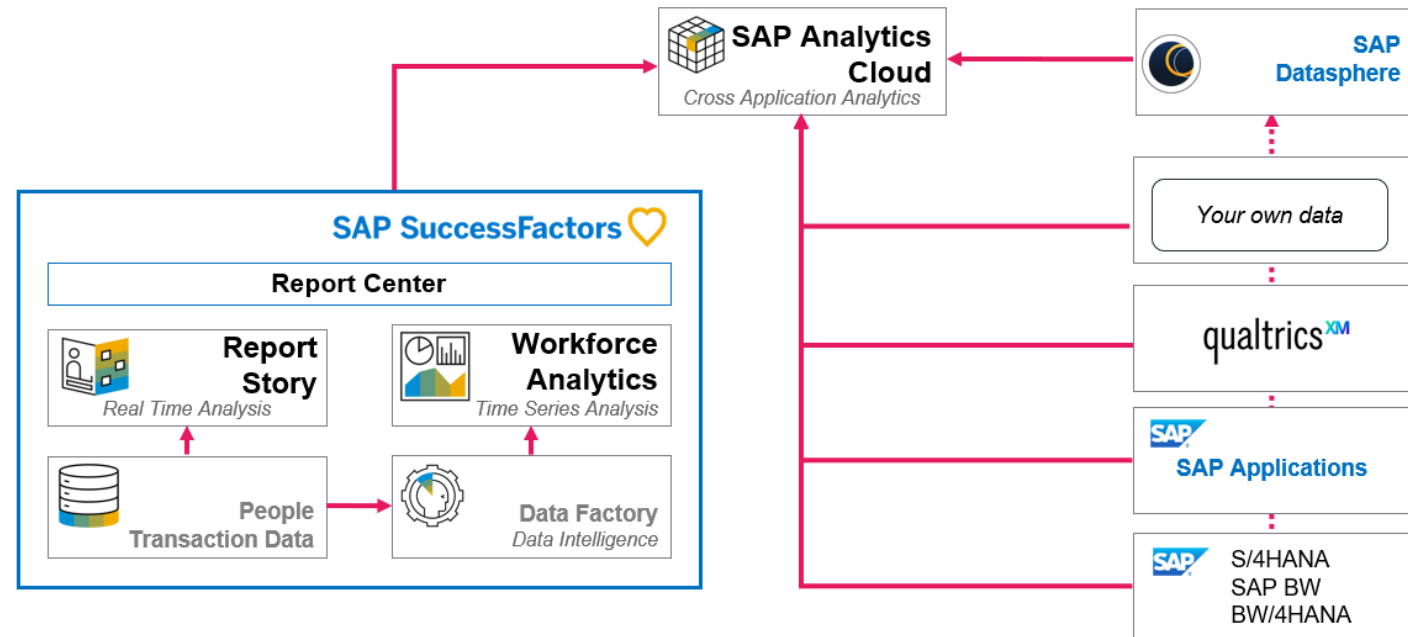 SAP Analytics
Cloud
Cross Application Analytics
SAP
Datasphere
Your own data
qualtrics XM
SAP
SAP Applications
SAP
S/4HANA
SAP BW
BW/4HANA
SAP SuccessFactors
Report Center
Report
Story
Real Time Analysis
Workforce
Analytics
Time Series Analysis
People
Transaction Data
Data Factory
Data Intelligence